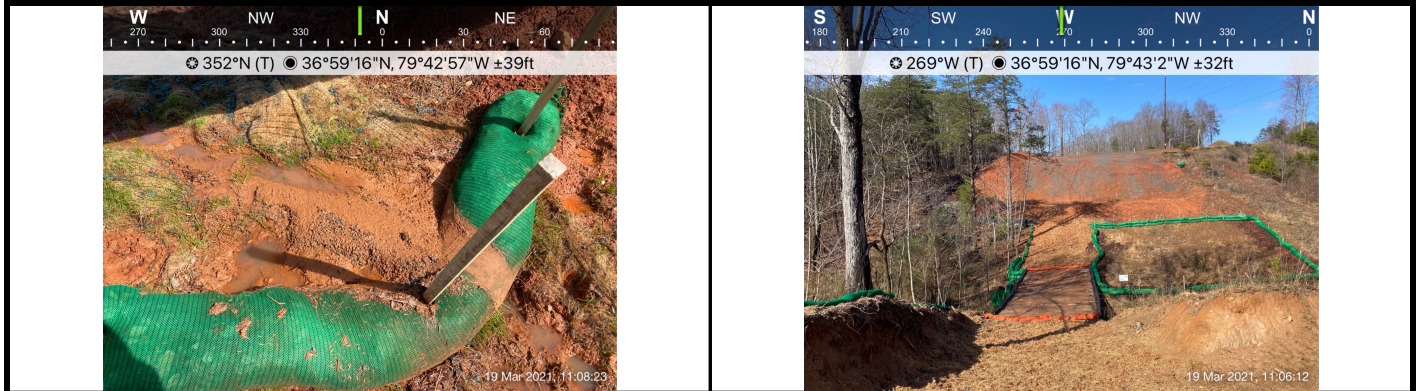 W NW N NE
270 300 330 0 30 60
352°N (T) 36°59'16"N, 79°42'57"W ±39ft
19 Mar 2021, 11:08:23
S SW W NW N
180 210 240 270 300 330 0
269°W (T) 36°59'16"N, 79°43'2"W ±32ft
19 Mar 2021, 11:06:12